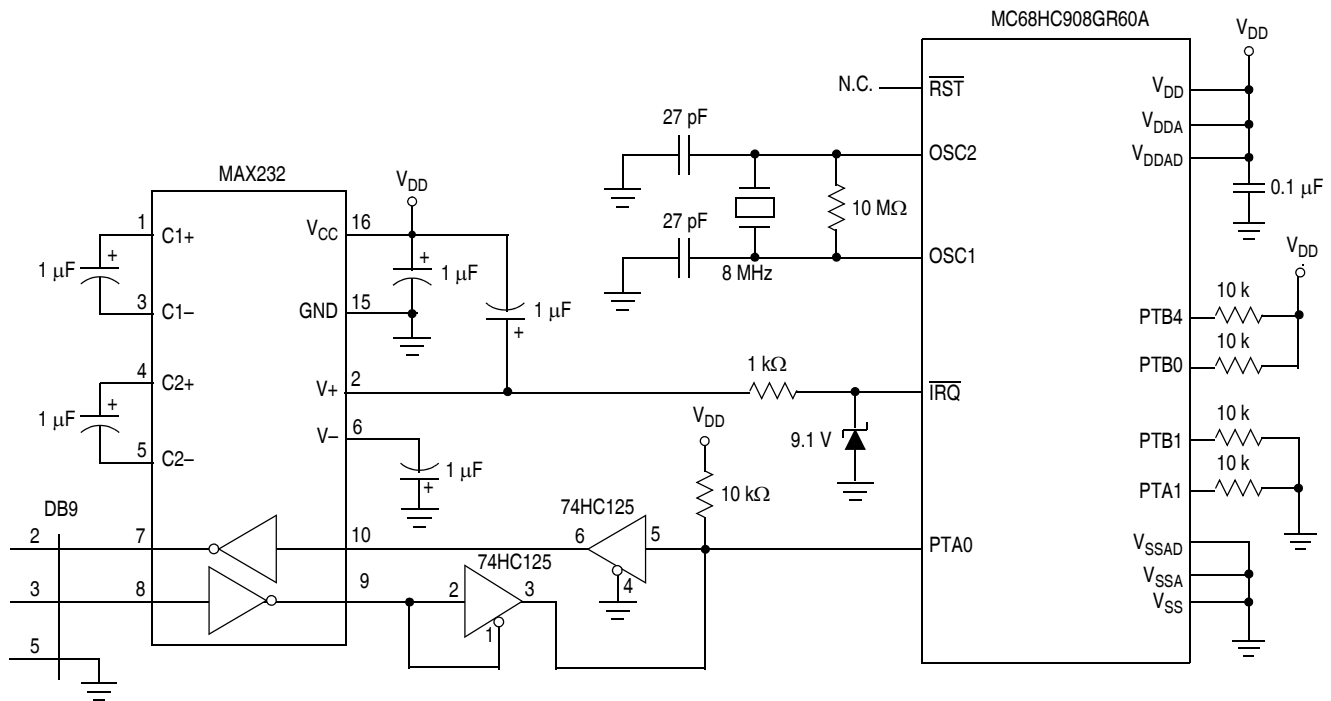 MC68HC908GR60A
VDD
N.C.
RST
VDD
27 pF
VDDA
OSC2
VDDAD
MAX232
VDD
10 MΩ
0.1 µF
1
C1+
VCC
16
27 pF
OSC1
VDD
1 µF
+
+
1 µF
8 MHz
3
C1–
GND
15
1 µF
+
10 k
PTB4
10 k
PTB0
4
C2+
V+
2
1 kΩ
IRQ
1 µF
+
VDD
9.1 V
10 k
PTB1
5
C2–
V–
6
1 µF
+
10 k
PTA1
10 kΩ
DB9
74HC125
2
7
10
6
5
4
PTA0
VSSAD
74HC125
VSSA
3
8
9
2
3
1
VSS
5